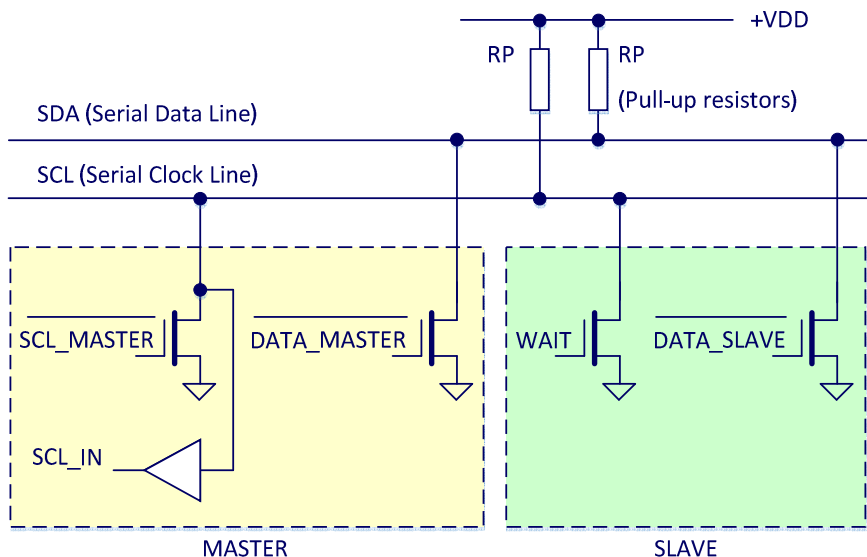 +VDD
RP
RP
(Pull-up resistors)
SDA (Serial Data Line)
SCL (Serial Clock Line)
SCL_MASTER
DATA_MASTER
WAIT
DATA_SLAVE
SCL_IN
MASTER
SLAVE